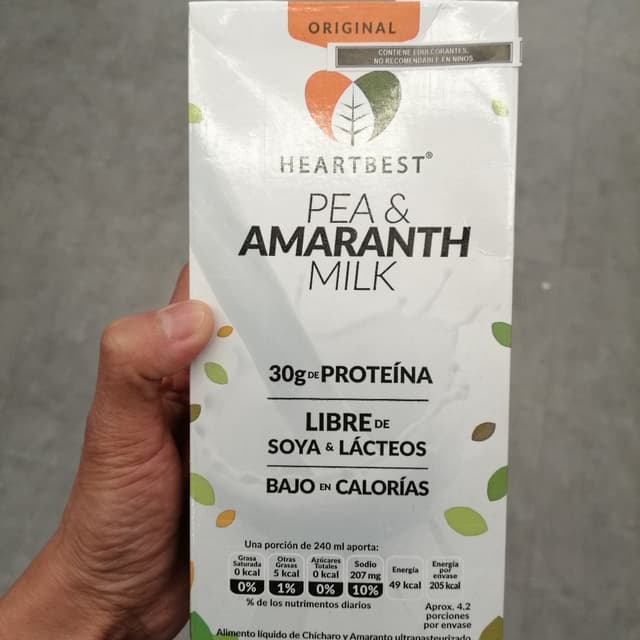 ORIGINAL
CONTIENE EDULCORANTES,
NO RECOMENDABLE EN NIÑOS
HEARTBEST®
PEA &
AMARANTH
MILK
30g DE PROTEÍNA
LIBRE DE
SOYA & LÁCTEOS
BAJO EN CALORÍAS
Una porción de 240 ml aporta:
Grasa Saturada 0 kcal 0%
Otras Grasas 5 kcal 1%
Azúcares Totales 0 kcal 0%
Sodio 207 mg 10%
Energía 49 kcal
Energía por envase 205 kcal
% de los nutrimentos diarios
Aprox. 4.2
porciones
por envase
Alimento líquido de Chícharo y Amaranto ultrapasteurizado